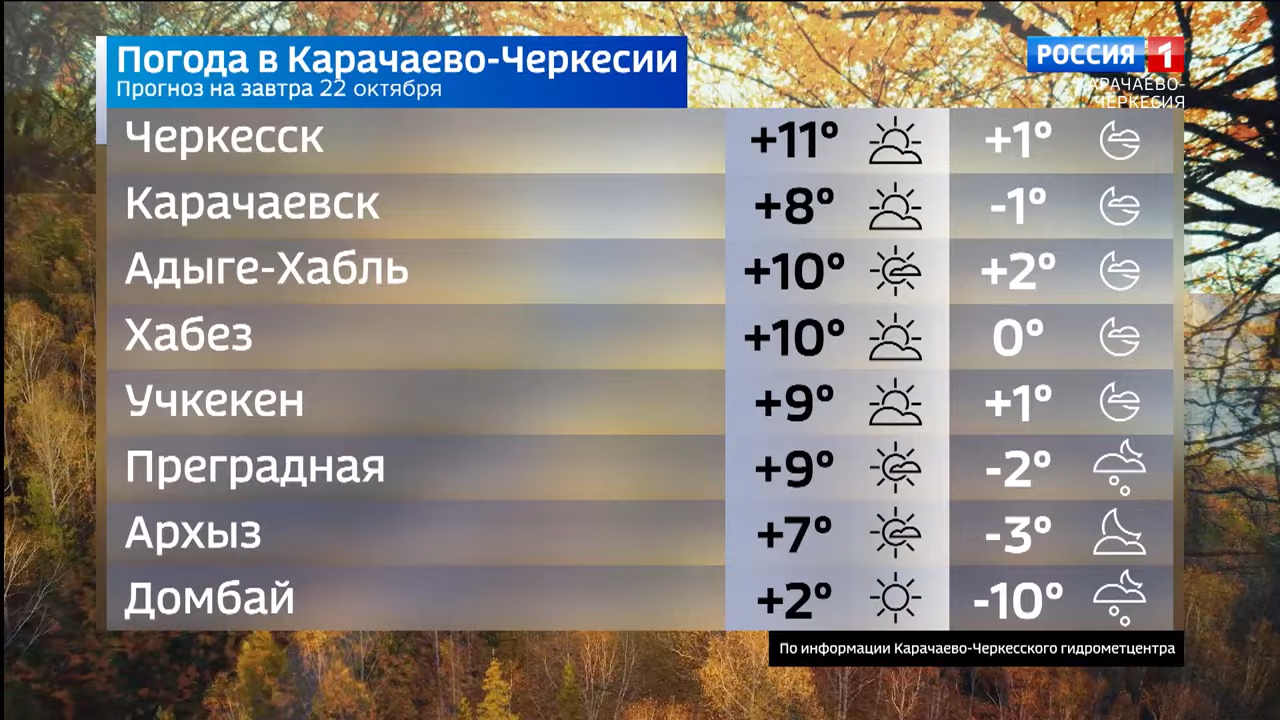 Погода в Карачаево-Черкесии
Прогноз на завтра 22 октября
РОССИЯ 1
КАРАЧАЕВО-
ЧЕРКЕСИЯ
Черкесск +11° +1°
Карачаевск +8° -1°
Адыге-Хабль +10° +2°
Хабез +10° 0°
Учкекен +9° +1°
Преградная +9° -2°
Архыз +7° -3°
Домбай +2° -10°
По информации Карачаево-Черкесского гидрометцентра